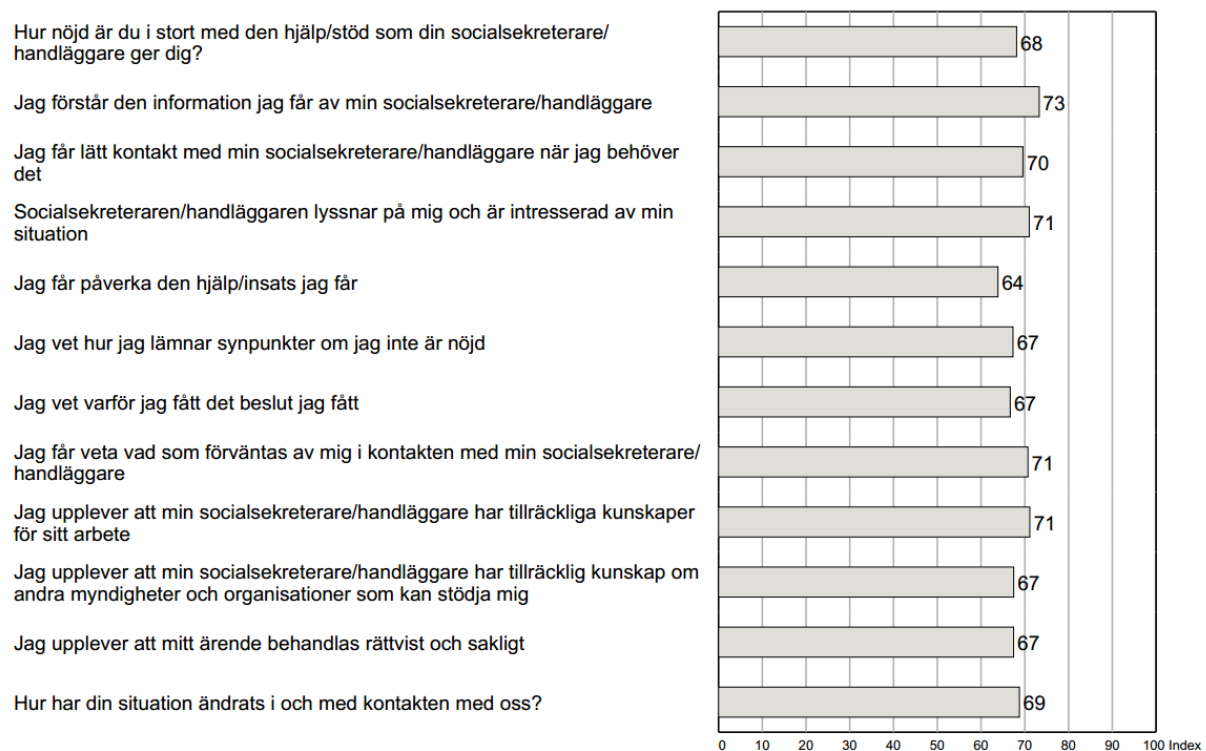 Hur nöjd är du i stort med den hjälp/stöd som din socialsekreterare/
handläggare ger dig?
68
Jag förstår den information jag får av min socialsekreterare/handläggare
73
Jag får lätt kontakt med min socialsekreterare/handläggare när jag behöver
det
70
Socialsekreteraren/handläggaren lyssnar på mig och är intresserad av min
situation
71
Jag får påverka den hjälp/insats jag får
64
Jag vet hur jag lämnar synpunkter om jag inte är nöjd
67
Jag vet varför jag fått det beslut jag fått
67
Jag får veta vad som förväntas av mig i kontakten med min socialsekreterare/
handläggare
71
Jag upplever att min socialsekreterare/handläggare har tillräckliga kunskaper
för sitt arbete
71
Jag upplever att min socialsekreterare/handläggare har tillräcklig kunskap om
andra myndigheter och organisationer som kan stödja mig
67
Jag upplever att mitt ärende behandlas rättvist och sakligt
67
Hur har din situation ändrats i och med kontakten med oss?
69
0 10 20 30 40 50 60 70 80 90 100 Index